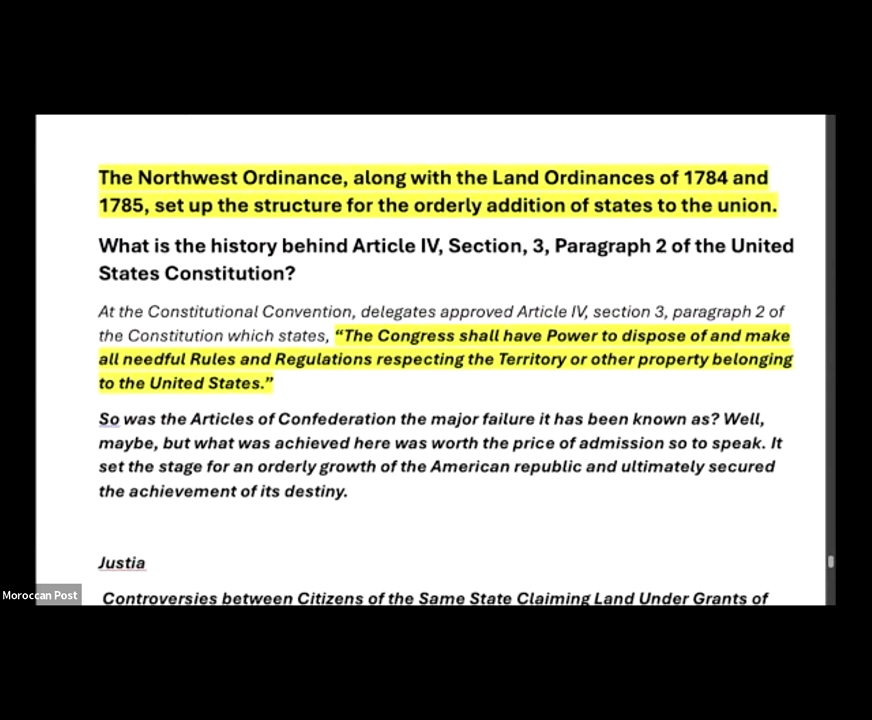 The Northwest Ordinance, along with the Land Ordinances of 1784 and
1785, set up the structure for the orderly addition of states to the union.
What is the history behind Article IV, Section, 3, Paragraph 2 of the United
States Constitution?
At the Constitutional Convention, delegates approved Article IV, section 3, paragraph 2 of
the Constitution which states, “The Congress shall have Power to dispose of and make
all needful Rules and Regulations respecting the Territory or other property belonging
to the United States.”
So was the Articles of Confederation the major failure it has been known as? Well,
maybe, but what was achieved here was worth the price of admission so to speak. It
set the stage for an orderly growth of the American republic and ultimately secured
the achievement of its destiny.
Justia
Moroccan Post
Controversies between Citizens of the Same State Claiming Land Under Grants of